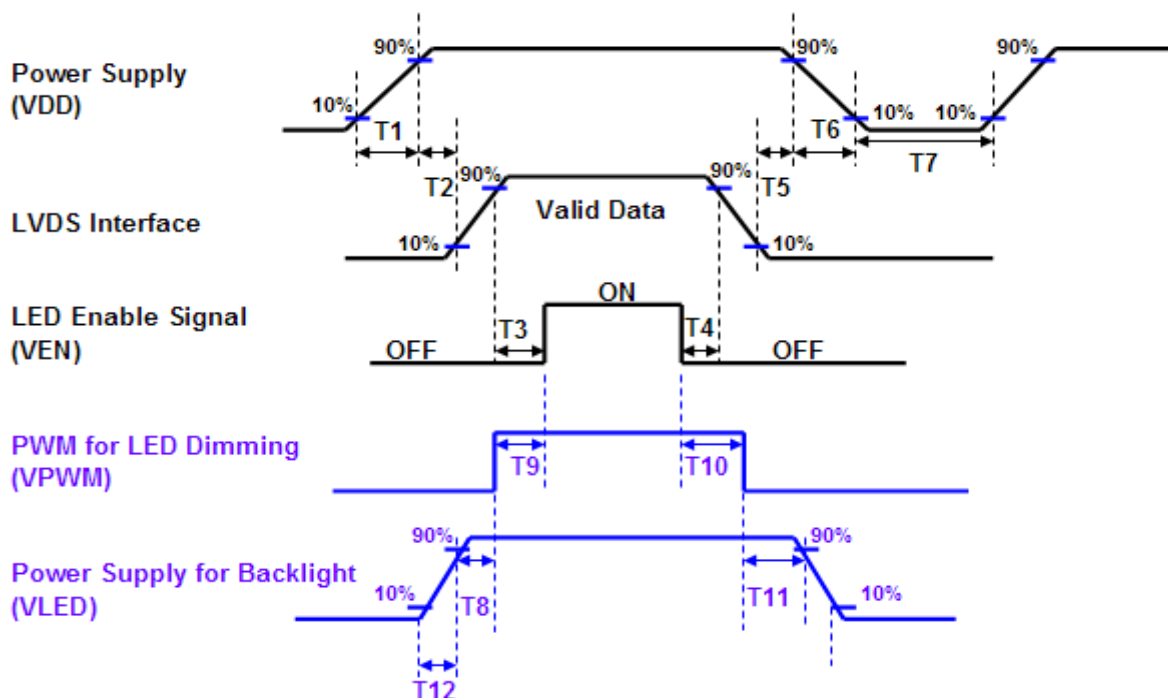 90%
90%
90%
Power Supply
(VDD)
10%
10%
10%
10%
T1
T6
T7
T2
T5
90%
90%
LVDS Interface
Valid Data
10%
10%
LED Enable Signal
(VEN)
ON
T3
T4
OFF
OFF
PWM for LED Dimming
(VPWM)
T9
T10
90%
90%
Power Supply for Backlight
(VLED)
10%
10%
T8
T11
T12